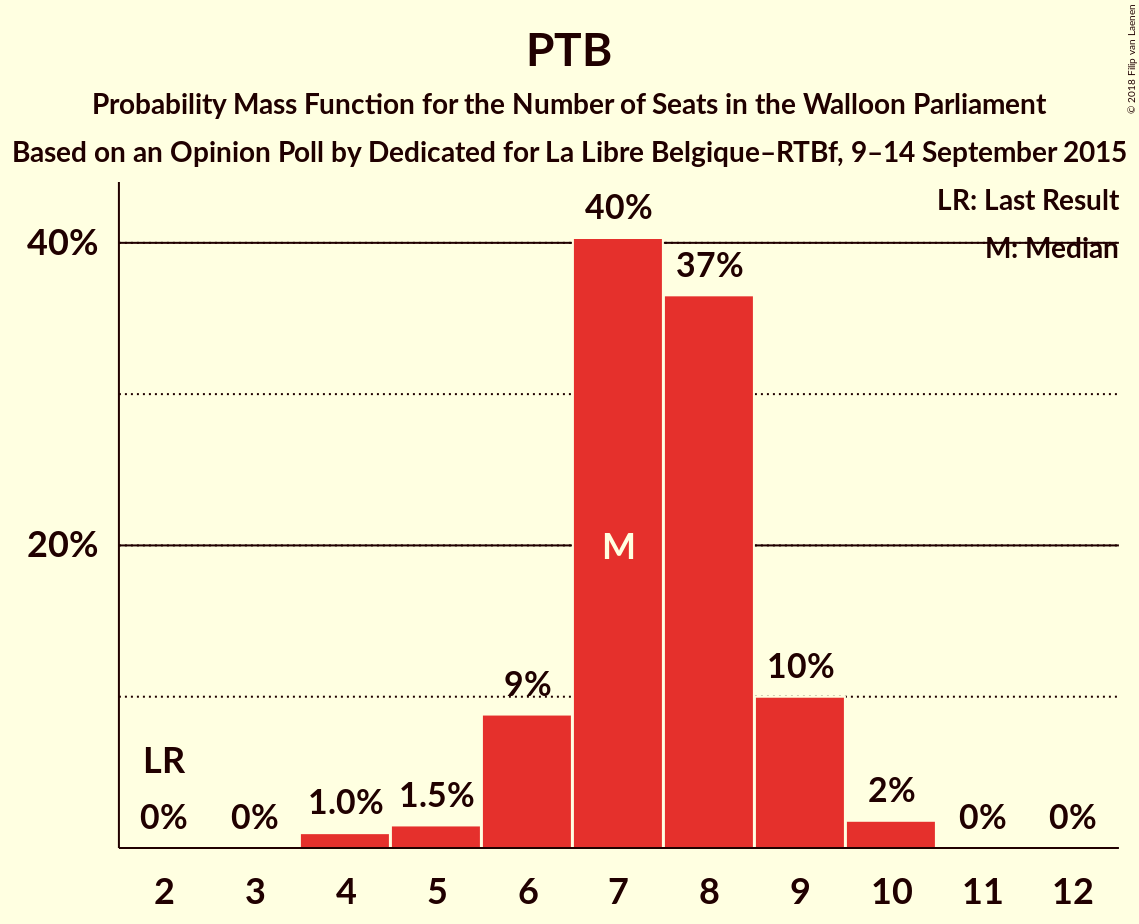 PTB
Probability Mass Function for the Number of Seats in the Walloon Parliament
Based on an Opinion Poll by Dedicated for La Libre Belgique–RTBf, 9–14 September 2015
© 2018 Filip van Laenen
LR: Last Result
M: Median
40%
20%
LR
0%
0%
1.0%
1.5%
9%
40%
M
37%
10%
2%
0%
0%
2 3 4 5 6 7 8 9 10 11 12